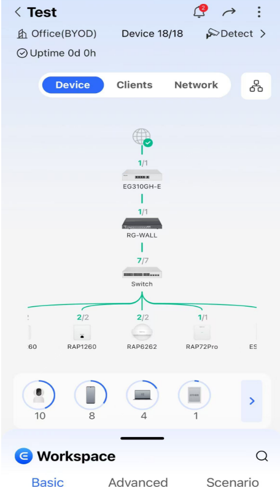 Test
2
Office(BYOD)
Device 18/18
Detect
Uptime 0d 0h
Device
Clients
Network
1/1
EG310GH-E
1/1
RG-WALL
7/7
Switch
2/2
2/2
1/1
60
RAP1260
RAP6262
RAP72Pro
ES
10
8
4
1
Workspace
Basic
Advanced
Scenario